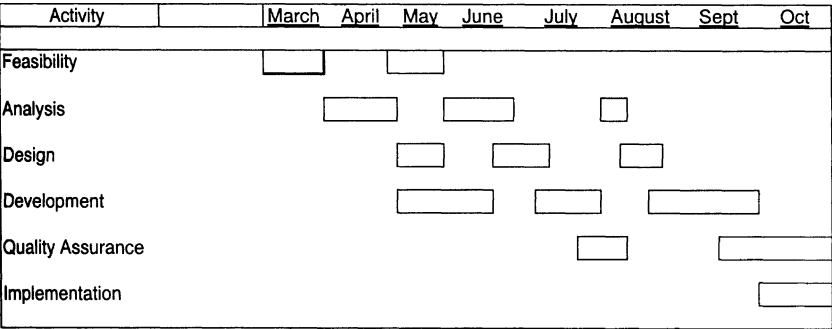 Activity March April May June July August Sept Oct
Feasibility
Analysis
Design
Development
Quality Assurance
Implementation